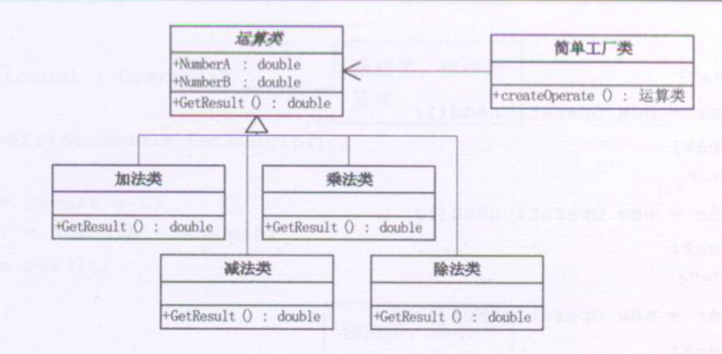 运算类
+NumberA : double
+NumberB : double
+GetResult () : double
简单工厂类
+createOperate () : 运算类
加法类
+GetResult () : double
乘法类
+GetResult () : double
减法类
+GetResult () : double
除法类
+GetResult () : double